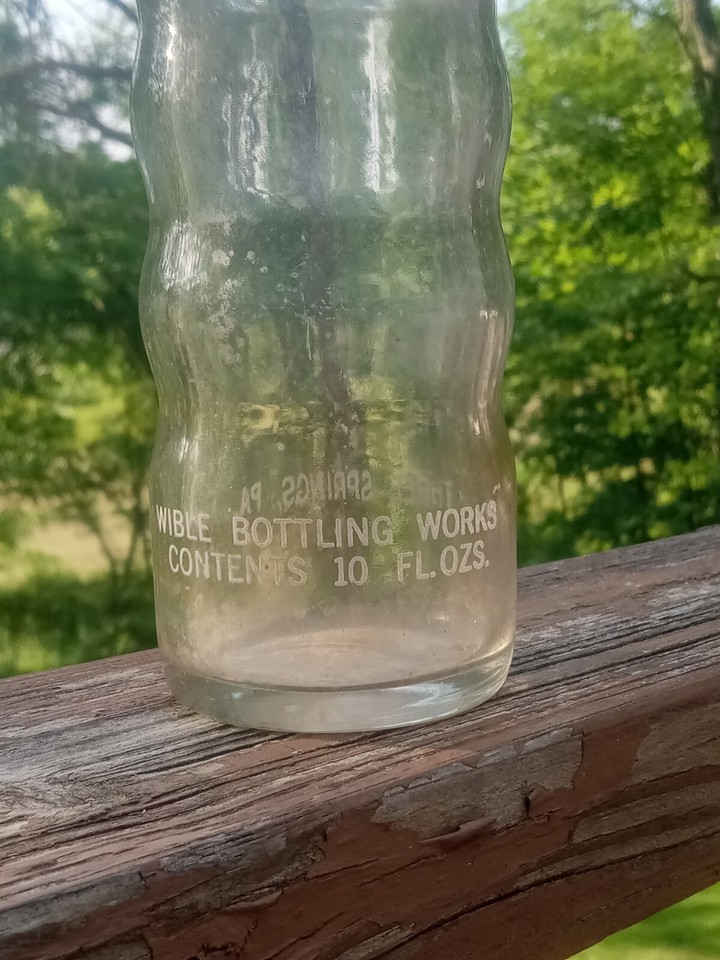 WIBLE BOTTLING WORKS
CONTENTS 10 FL. OZS.
SPRINGS, PA